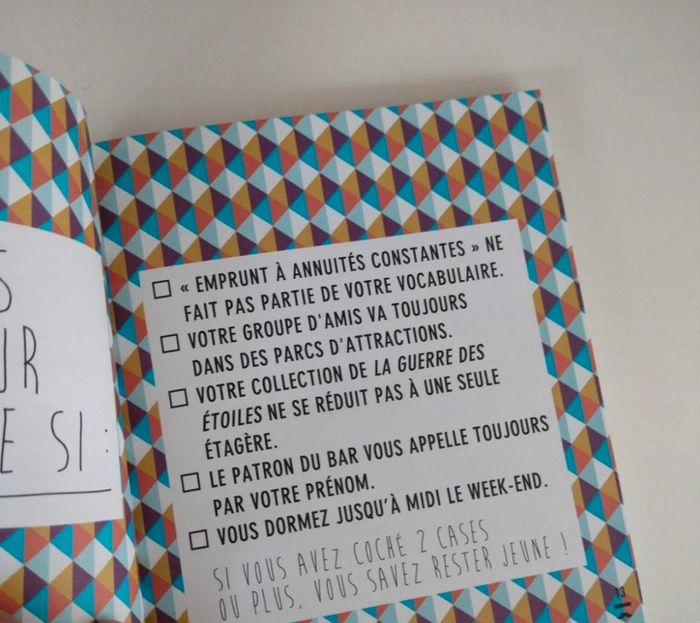 S
UR
E SI :
« EMPRUNT À ANNUITÉS CONSTANTES » NE
FAIT PAS PARTIE DE VOTRE VOCABULAIRE.
VOTRE GROUPE D'AMIS VA TOUJOURS
DANS DES PARCS D'ATTRACTIONS.
VOTRE COLLECTION DE LA GUERRE DES
ÉTOILES NE SE RÉDUIT PAS À UNE SEULE
ÉTAGÈRE.
LE PATRON DU BAR VOUS APPELLE TOUJOURS
PAR VOTRE PRÉNOM.
VOUS DORMEZ JUSQU'À MIDI LE WEEK-END.
SI VOUS AVEZ COCHÉ 2 CASES
OU PLUS, VOUS SAVEZ RESTER JEUNE !
13